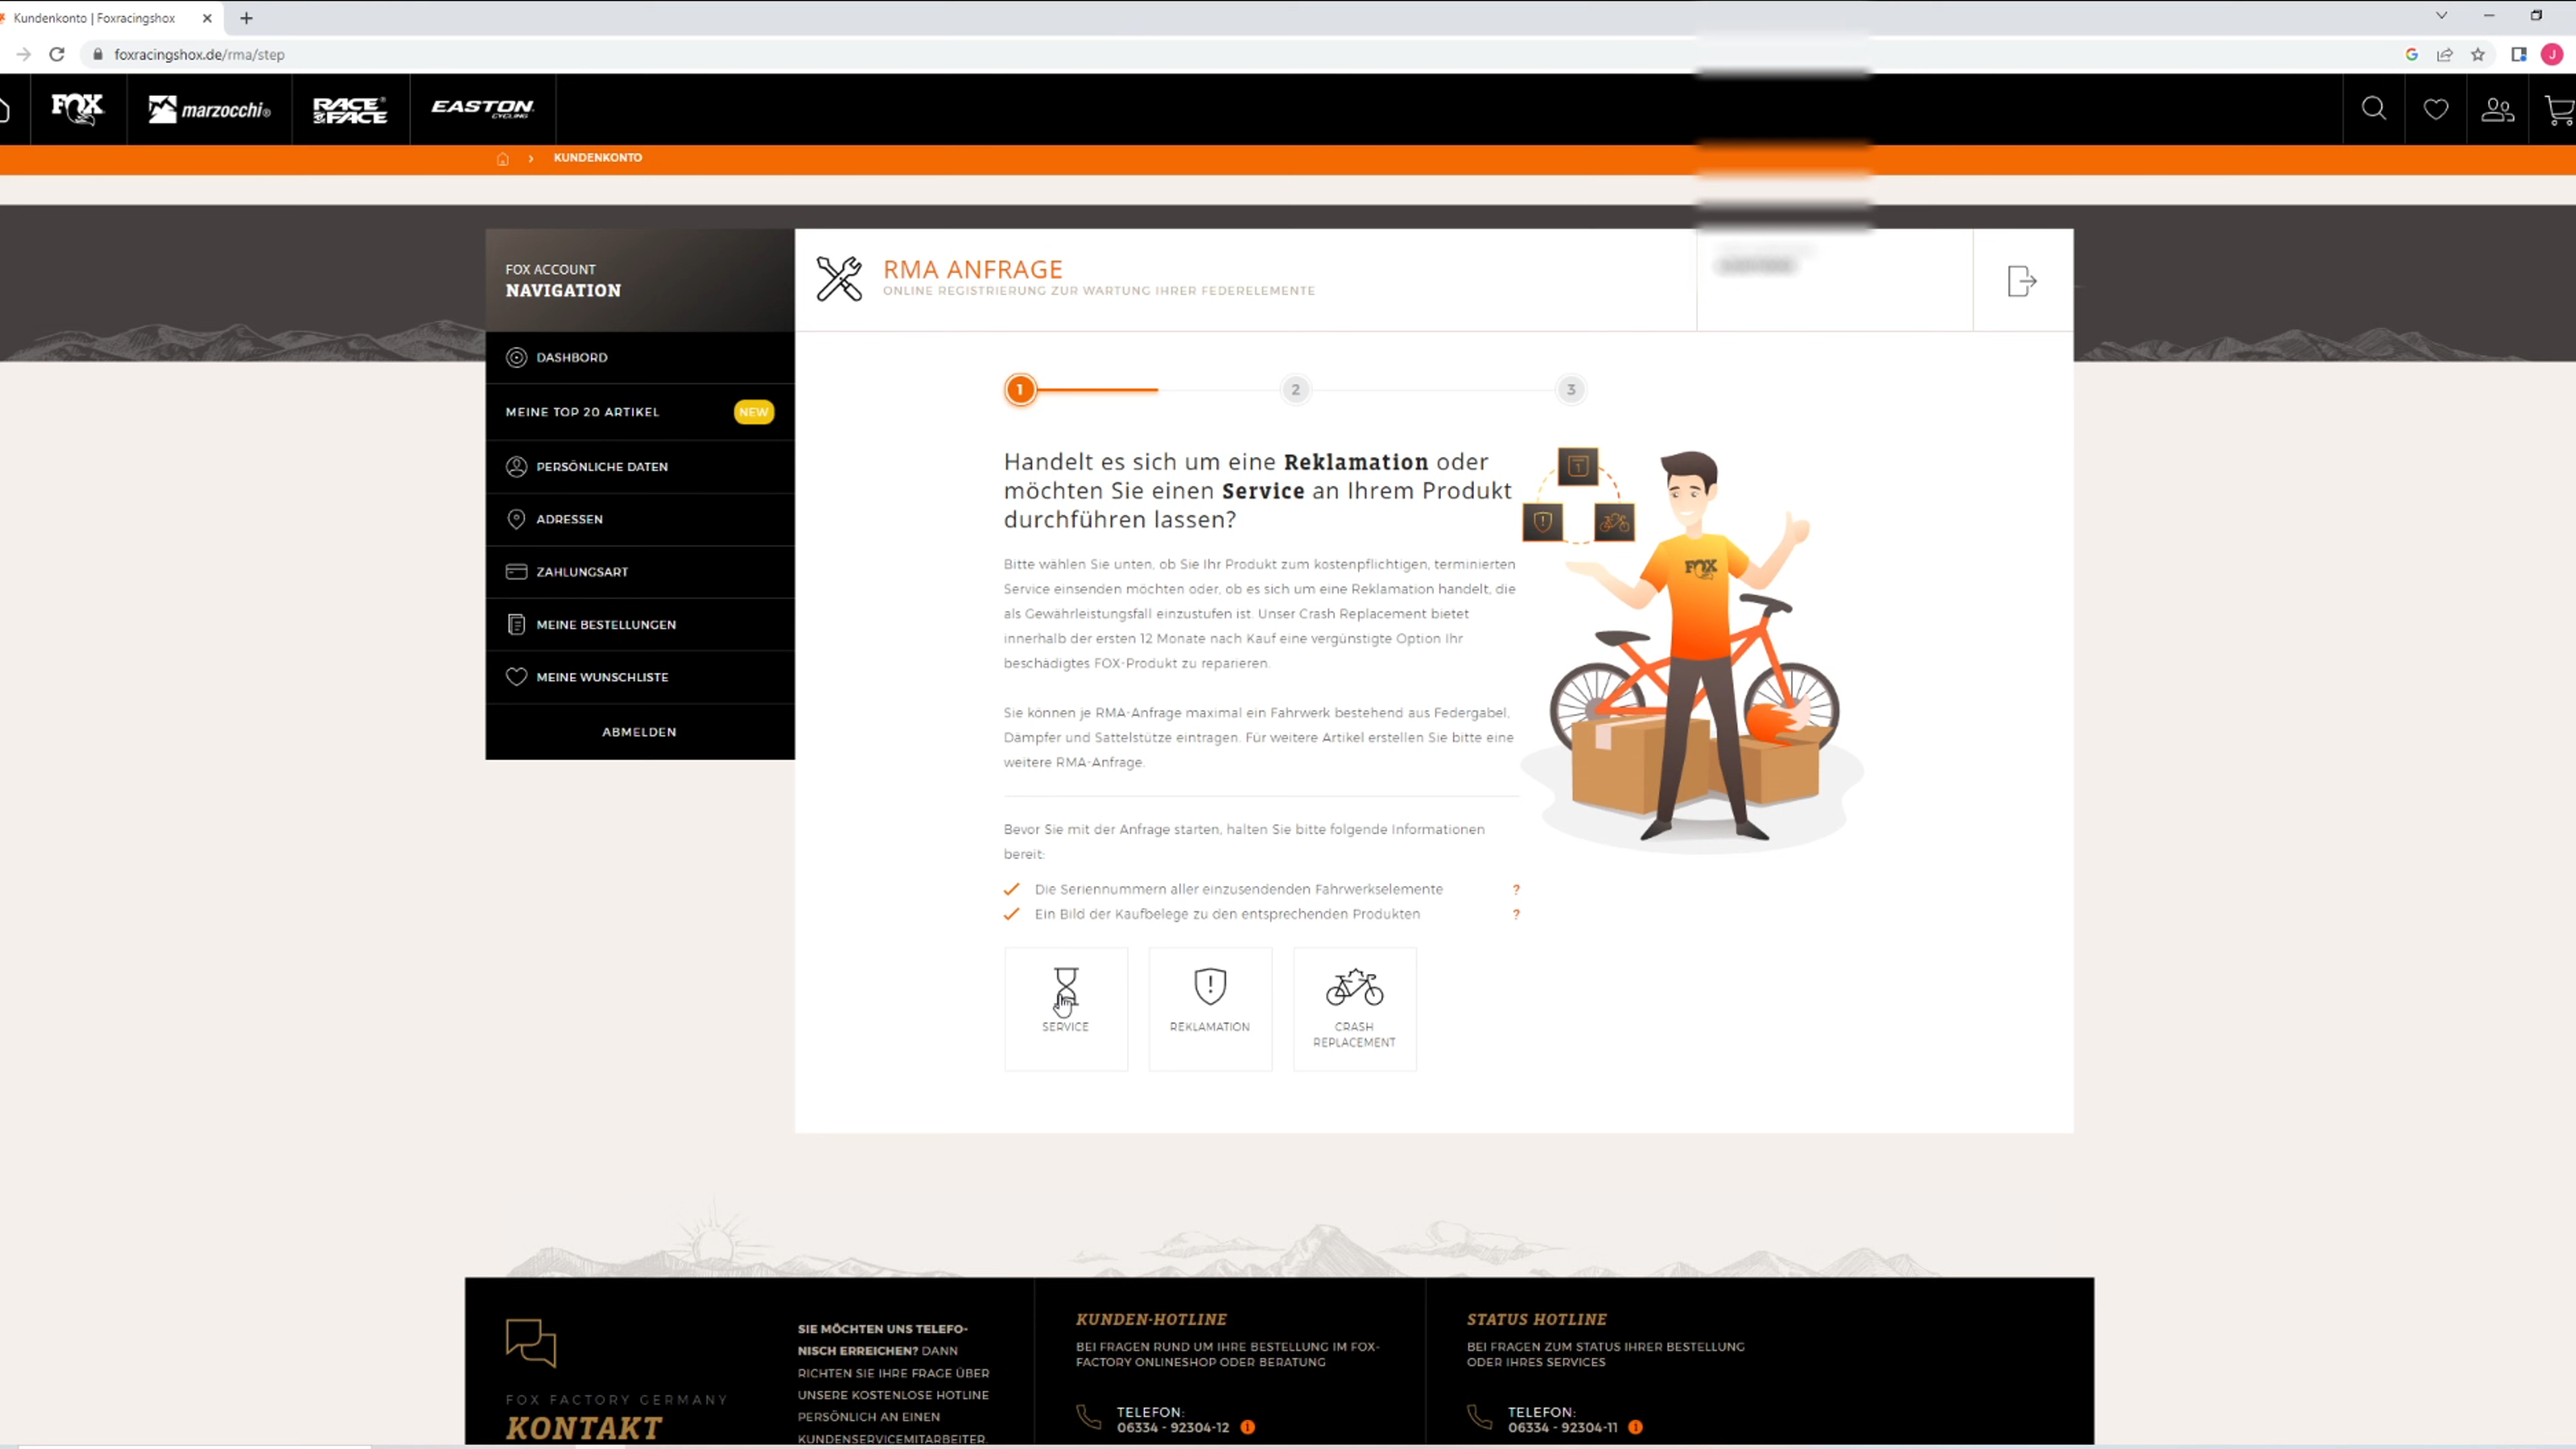 Kundenkonto | Foxracingshox
foxracingshox.de/rma/step
J
FOX
marzocchi®
RACE FACE
EASTON CYCLING
KUNDENKONTO
FOX ACCOUNT
NAVIGATION
DASHBORD
MEINE TOP 20 ARTIKEL NEW
PERSÖNLICHE DATEN
ADRESSEN
ZAHLUNGSART
MEINE BESTELLUNGEN
MEINE WUNSCHLISTE
ABMELDEN
RMA ANFRAGE
ONLINE REGISTRIERUNG ZUR WARTUNG IHRER FEDERELEMENTE
1 2 3
Handelt es sich um eine Reklamation oder
möchten Sie einen Service an Ihrem Produkt
durchführen lassen?
Bitte wählen Sie unten, ob Sie Ihr Produkt zum kostenpflichtigen, terminierten
Service einsenden möchten oder, ob es sich um eine Reklamation handelt, die
als Gewährleistungsfall einzustufen ist. Unser Crash Replacement bietet
innerhalb der ersten 12 Monate nach Kauf eine vergünstigte Option Ihr
beschädigtes FOX-Produkt zu reparieren.
Sie können je RMA-Anfrage maximal ein Fahrwerk bestehend aus Federgabel,
Dämpfer und Sattelstütze eintragen. Für weitere Artikel erstellen Sie bitte eine
weitere RMA-Anfrage.
1
!
FOX
Bevor Sie mit der Anfrage starten, halten Sie bitte folgende Informationen
bereit:
Die Seriennummern aller einzusendenden Fahrwerkselemente ?
Ein Bild der Kaufbelege zu den entsprechenden Produkten ?
SERVICE
REKLAMATION
CRASH
REPLACEMENT
FOX FACTORY GERMANY
KONTAKT
SIE MÖCHTEN UNS TELEFO-
NISCH ERREICHEN? DANN
RICHTEN SIE IHRE FRAGE ÜBER
UNSERE KOSTENLOSE HOTLINE
PERSÖNLICH AN EINEN
KUNDENSERVICEMITARBEITER.
KUNDEN-HOTLINE
BEI FRAGEN RUND UM IHRE BESTELLUNG IM FOX-
FACTORY ONLINESHOP ODER BERATUNG
TELEFON:
06334 - 92304-12
STATUS HOTLINE
BEI FRAGEN ZUM STATUS IHRER BESTELLUNG
ODER IHRES SERVICES
TELEFON:
06334 - 92304-11